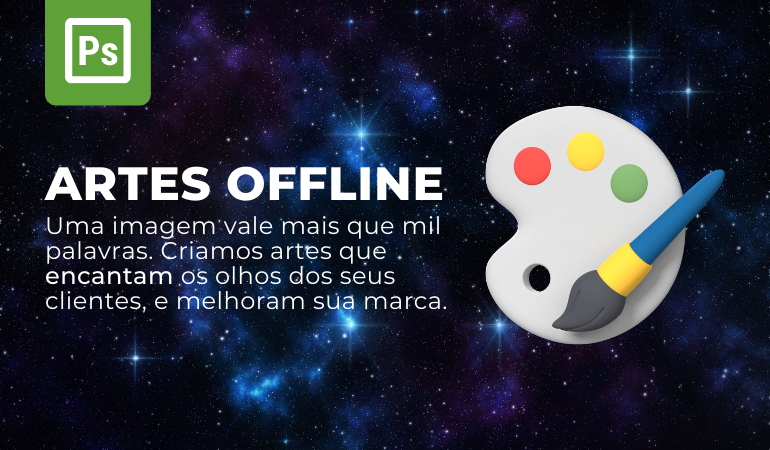 Ps
ARTES OFFLINE
Uma imagem vale mais que mil
palavras. Criamos artes que
encantam os olhos dos seus
clientes, e melhoram sua marca.